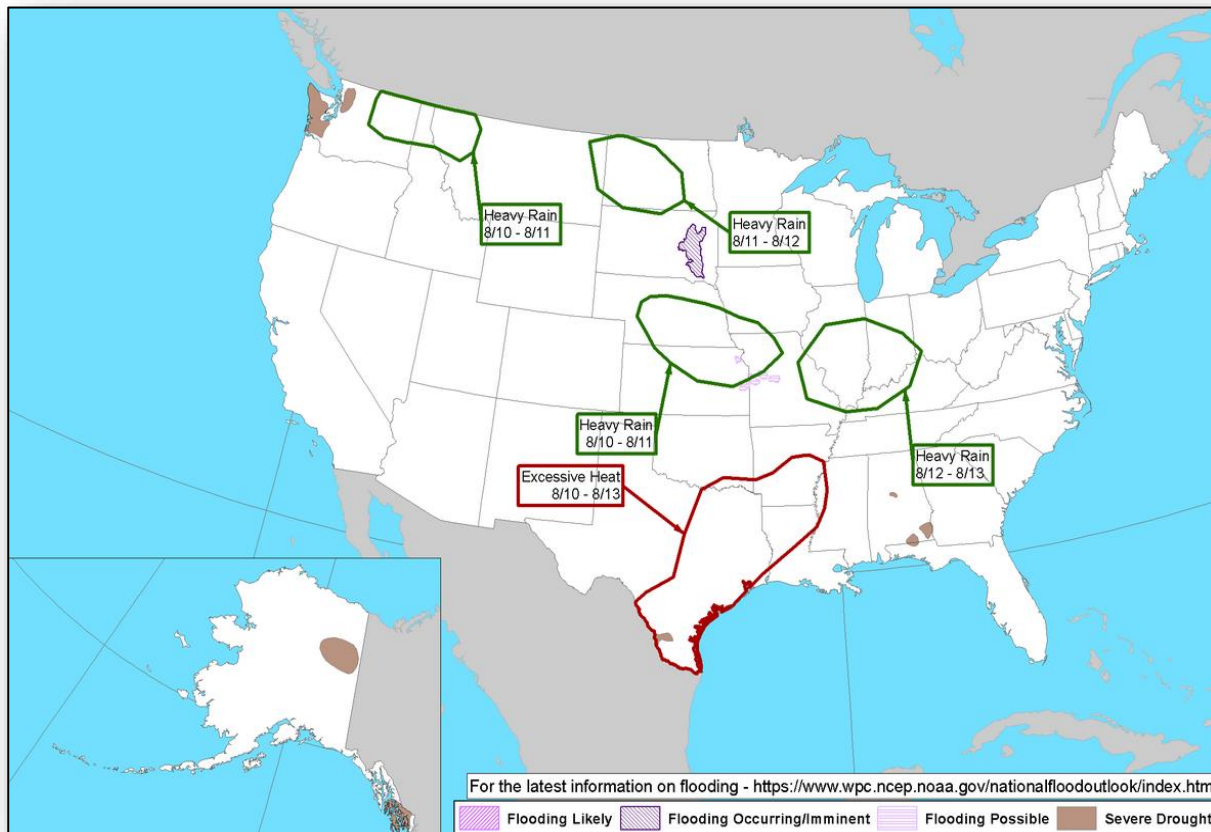 Heavy Rain
8/10 - 8/11
Heavy Rain
8/11 - 8/12
Heavy Rain
8/10 - 8/11
Heavy Rain
8/12 - 8/13
Excessive Heat
8/10 - 8/13
For the latest information on flooding - https://www.wpc.ncep.noaa.gov/nationalfloodoutlook/index.htm
Flooding Likely Flooding Occurring/Imminent Flooding Possible Severe Drought